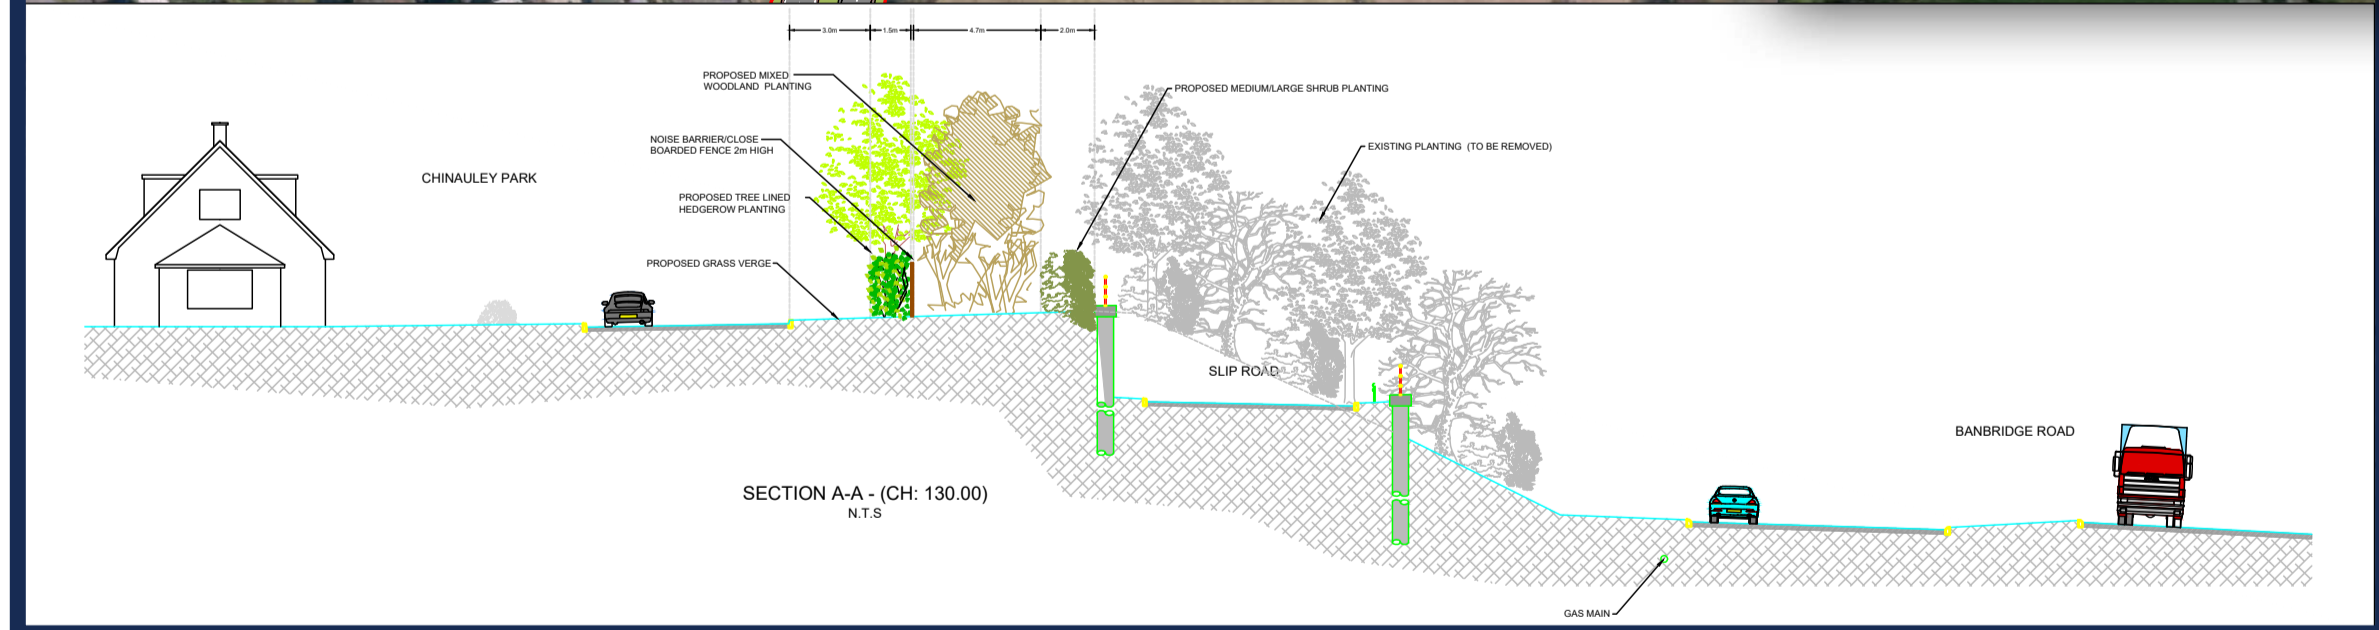 3.0m
1.5m
4.7m
2.0m
PROPOSED MIXED
WOODLAND PLANTING
PROPOSED MEDIUM/LARGE SHRUB PLANTING
NOISE BARRIER/CLOSE
BOARDED FENCE 2m HIGH
EXISTING PLANTING (TO BE REMOVED)
CHINAULEY PARK
PROPOSED TREE LINED
HEDGEROW PLANTING
PROPOSED GRASS VERGE
SLIP ROAD
BANBRIDGE ROAD
SECTION A-A - (CH: 130.00)
N.T.S
GAS MAIN